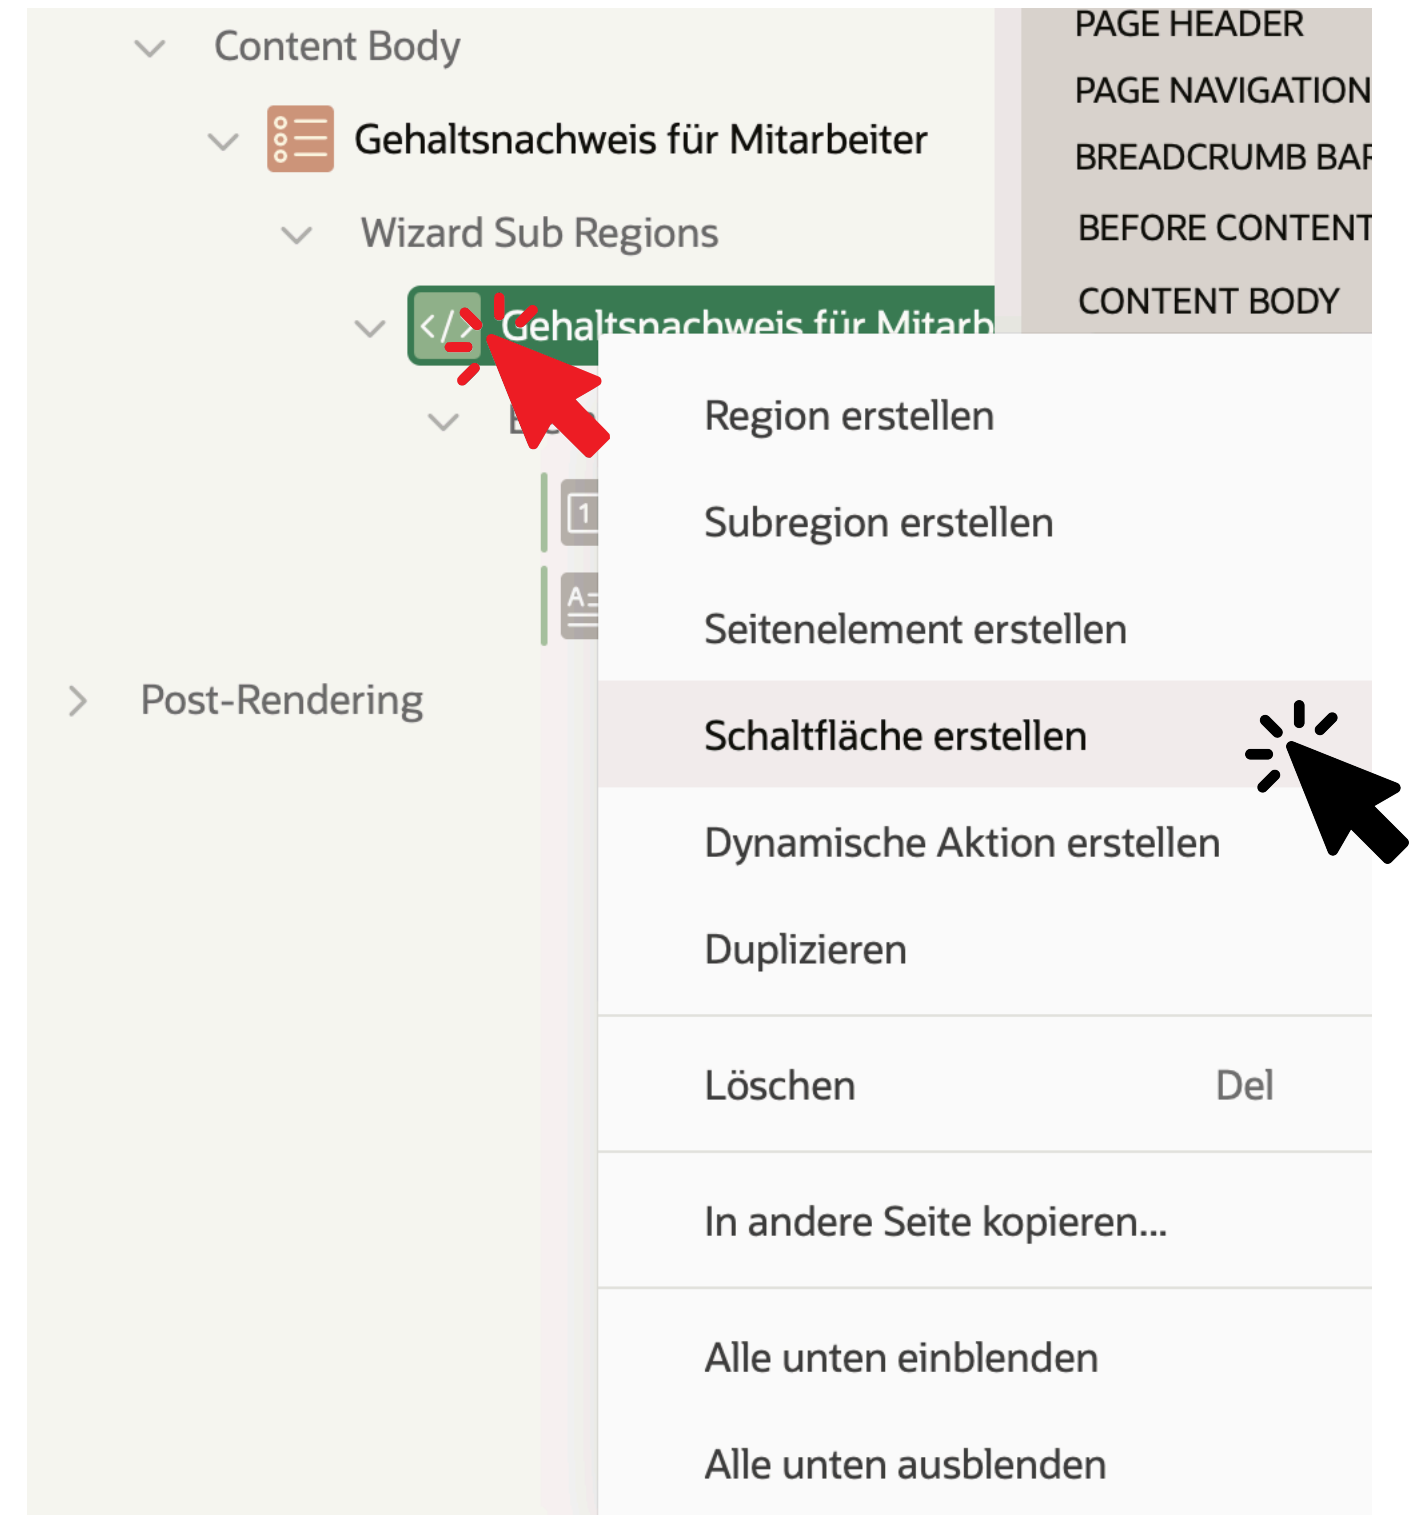 Content Body
Gehaltsnachweis für Mitarbeiter
Wizard Sub Regions
Gehaltsnachweis für Mitarb
Post-Rendering
PAGE HEADER
PAGE NAVIGATION
BREADCRUMB BAR
BEFORE CONTENT
CONTENT BODY
Region erstellen
Subregion erstellen
Seitenelement erstellen
Schaltfläche erstellen
Dynamische Aktion erstellen
Duplizieren
Löschen Del
In andere Seite kopieren...
Alle unten einblenden
Alle unten ausblenden